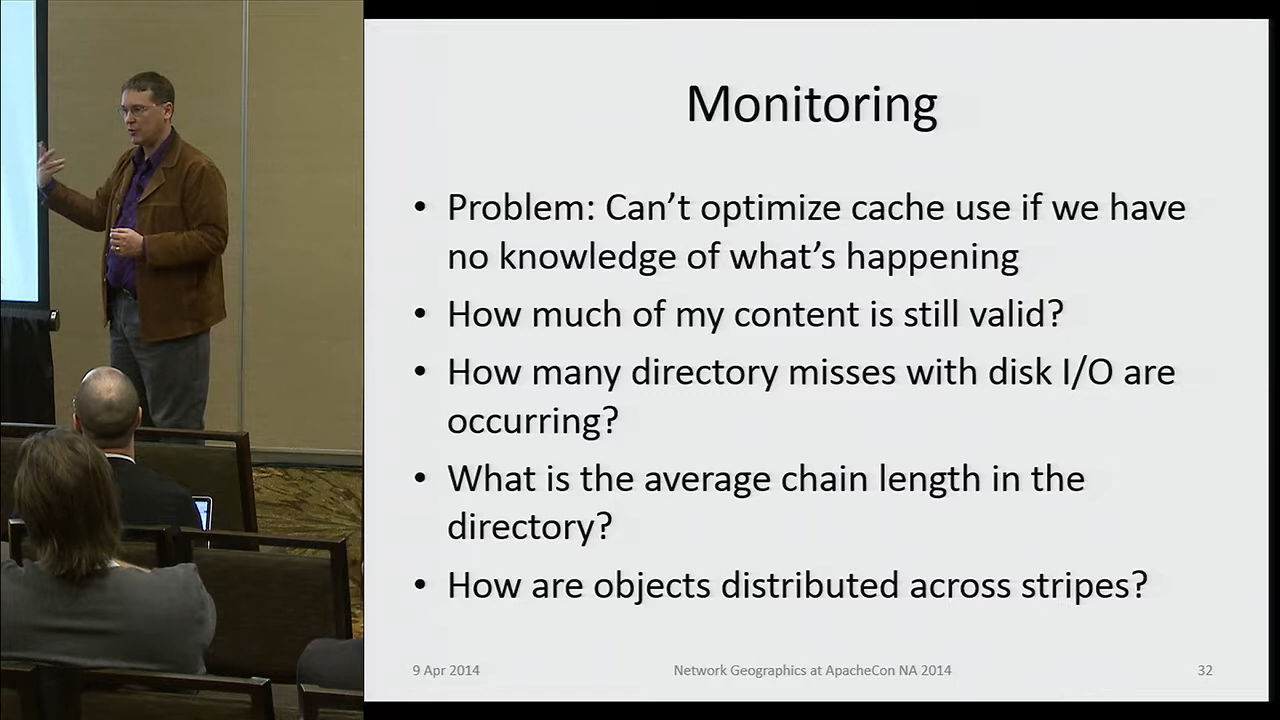 Monitoring
• Problem: Can’t optimize cache use if we have
no knowledge of what’s happening
• How much of my content is still valid?
• How many directory misses with disk I/O are
occurring?
• What is the average chain length in the
directory?
• How are objects distributed across stripes?
9 Apr 2014
Network Geographics at ApacheCon NA 2014
32